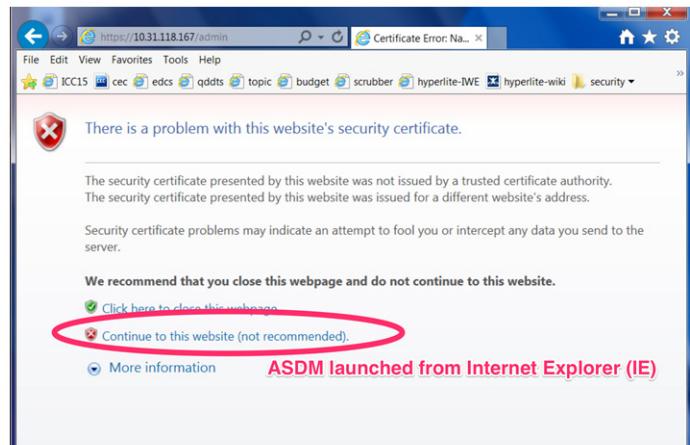 https://10.31.118.167/admin
Certificate Error: Na...
File Edit View Favorites Tools Help
ICC15 cec edcs qddts topic budget scrubber hyperlite-IWE hyperlite-wiki security
There is a problem with this website's security certificate.
The security certificate presented by this website was not issued by a trusted certificate authority.
The security certificate presented by this website was issued for a different website's address.
Security certificate problems may indicate an attempt to fool you or intercept any data you send to the
server.
We recommend that you close this webpage and do not continue to this website.
Click here to close this webpage.
Continue to this website (not recommended).
More information
ASDM launched from Internet Explorer (IE)